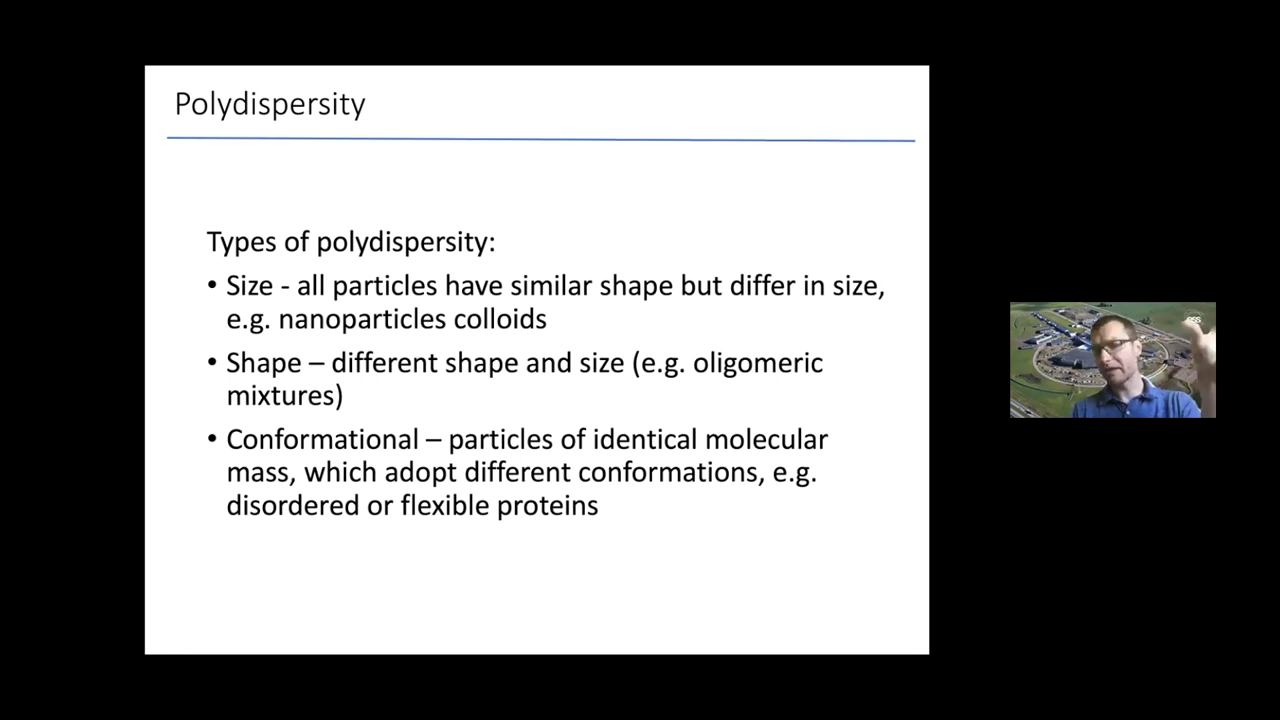 Polydispersity
Types of polydispersity:
• Size - all particles have similar shape but differ in size,
e.g. nanoparticles colloids
• Shape – different shape and size (e.g. oligomeric
mixtures)
• Conformational – particles of identical molecular
mass, which adopt different conformations, e.g.
disordered or flexible proteins
ess